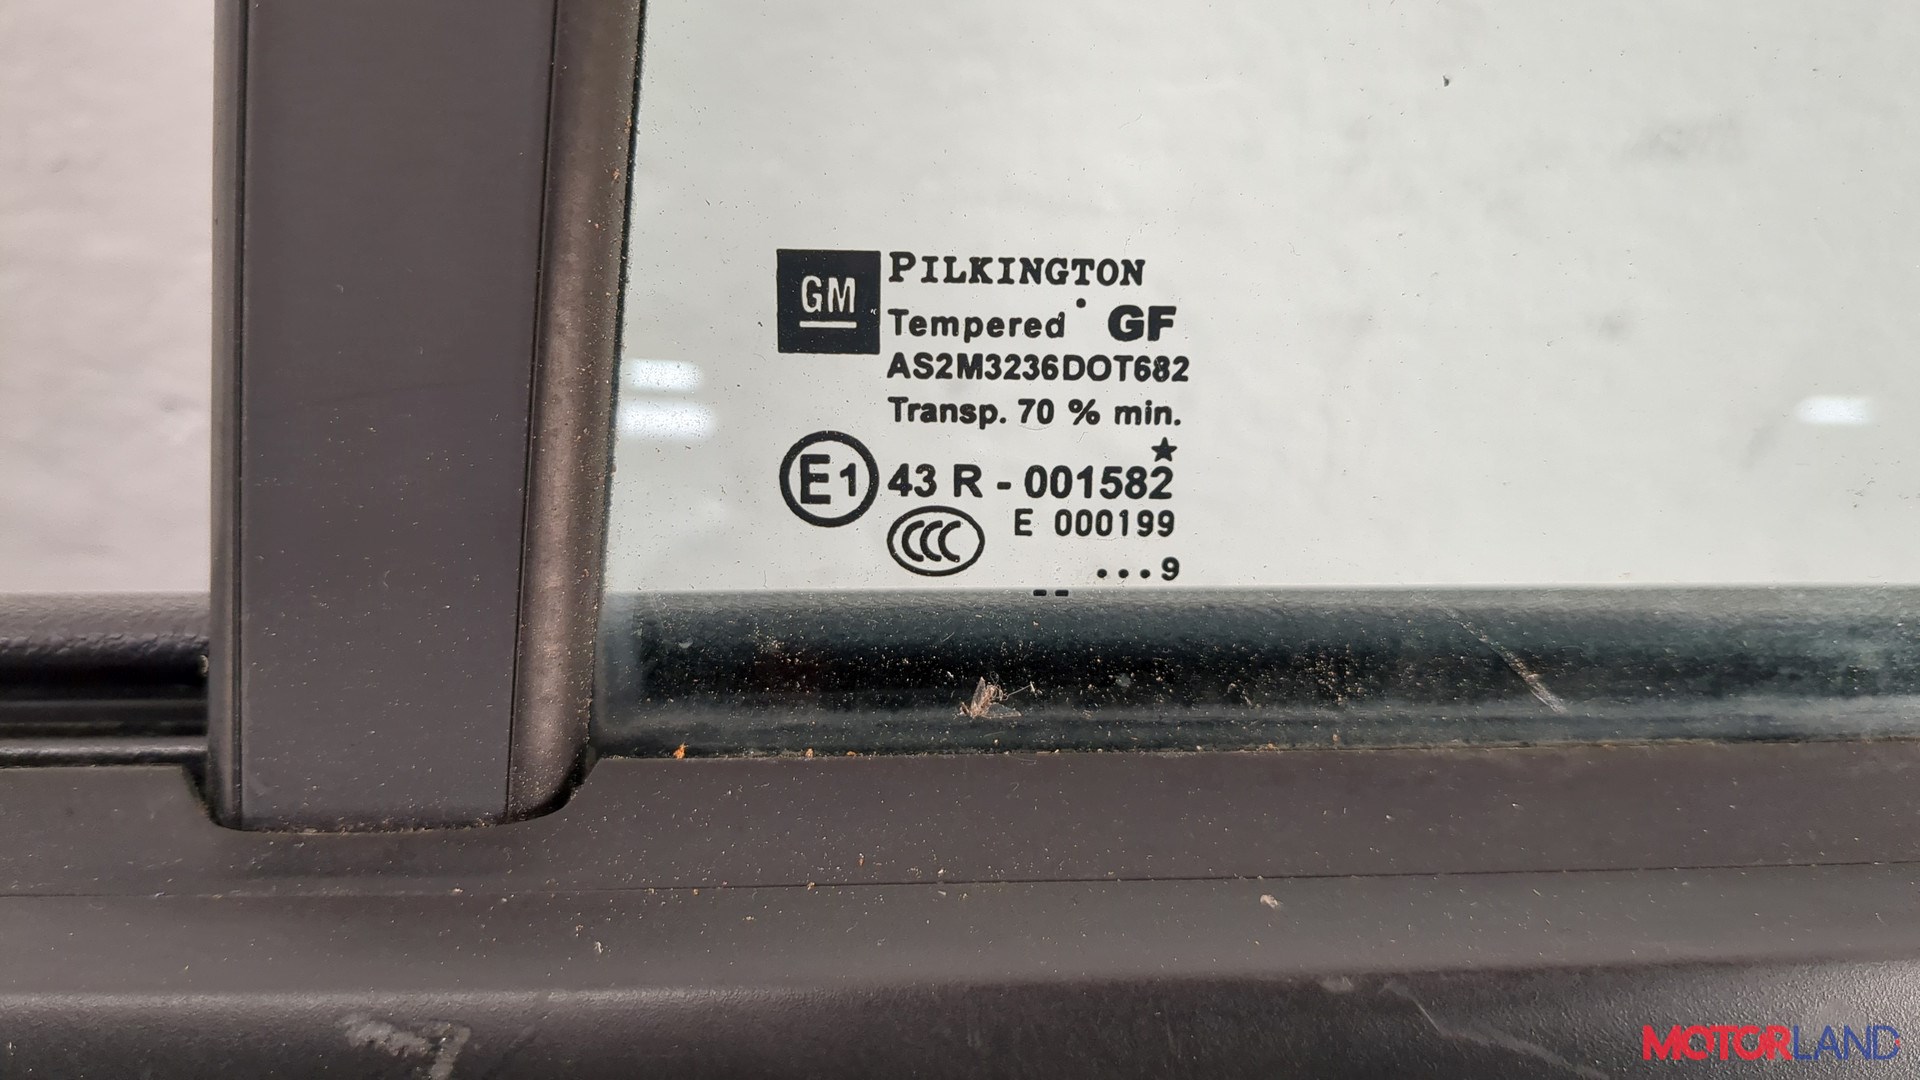 GM
PILKINGTON
Tempered GF
AS2M3236DOT682
Transp. 70 % min.
★
E1 43 R - 001582
CCC E 000199
...9
MOTORLAND